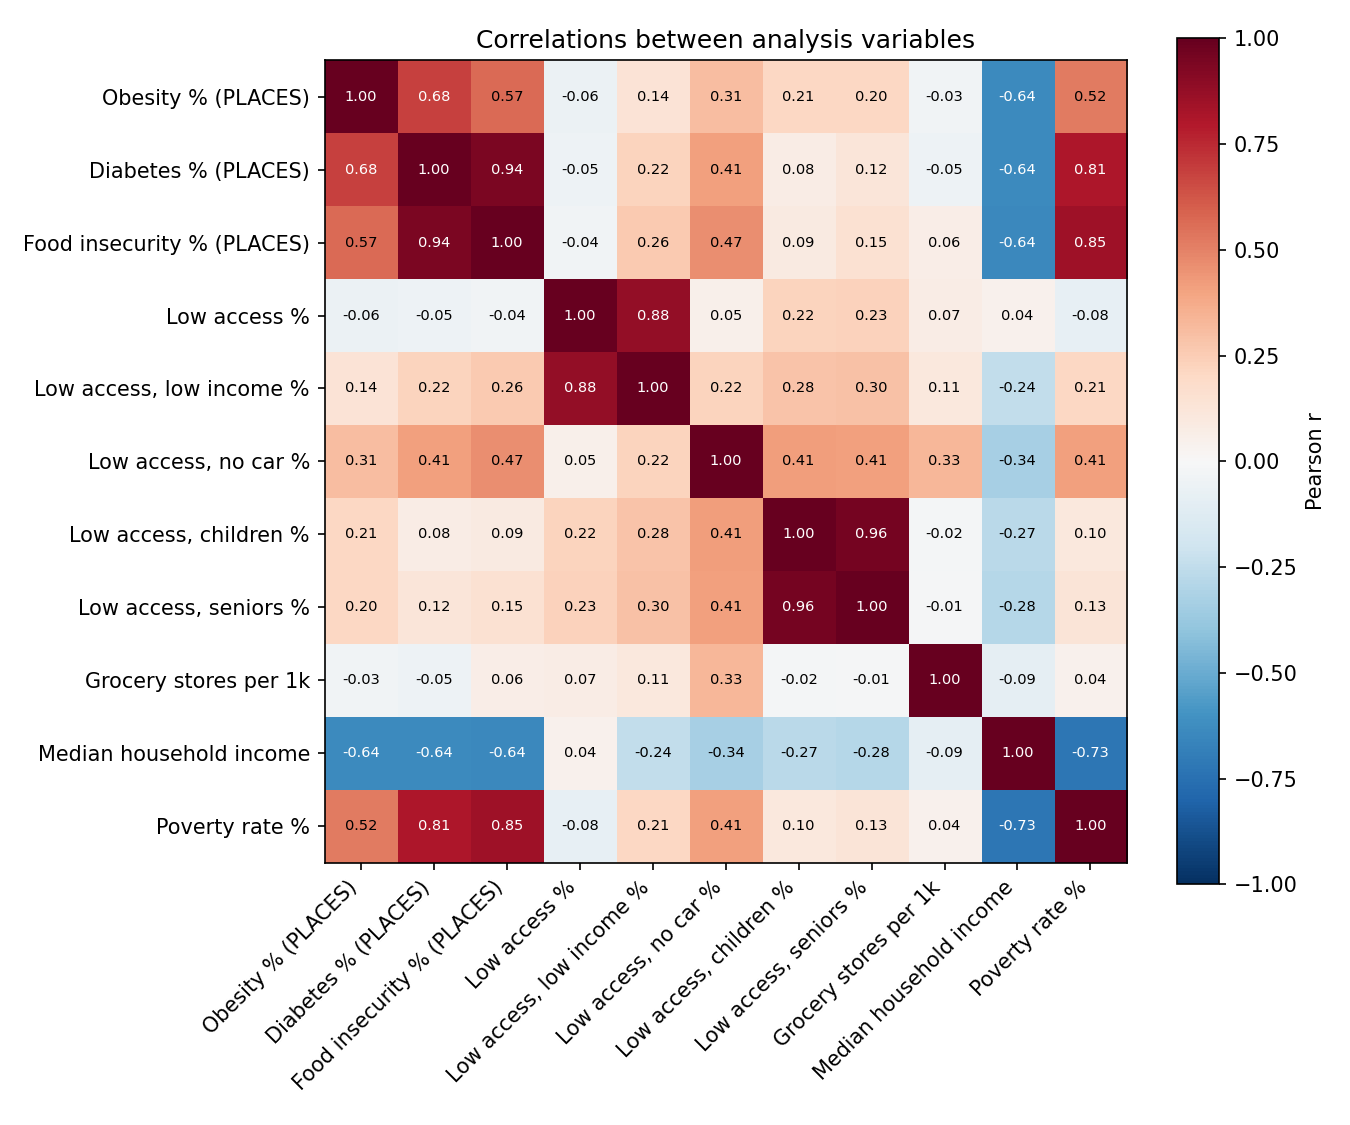 Correlations between analysis variables
Obesity % (PLACES) 1.00 0.68 0.57 -0.06 0.14 0.31 0.21 0.20 -0.03 -0.64 0.52
Diabetes % (PLACES) 0.68 1.00 0.94 -0.05 0.22 0.41 0.08 0.12 -0.05 -0.64 0.81
Food insecurity % (PLACES) 0.57 0.94 1.00 -0.04 0.26 0.47 0.09 0.15 0.06 -0.64 0.85
Low access % -0.06 -0.05 -0.04 1.00 0.88 0.05 0.22 0.23 0.07 0.04 -0.08
Low access, low income % 0.14 0.22 0.26 0.88 1.00 0.22 0.28 0.30 0.11 -0.24 0.21
Low access, no car % 0.31 0.41 0.47 0.05 0.22 1.00 0.41 0.41 0.33 -0.34 0.41
Low access, children % 0.21 0.08 0.09 0.22 0.28 0.41 1.00 0.96 -0.02 -0.27 0.10
Low access, seniors % 0.20 0.12 0.15 0.23 0.30 0.41 0.96 1.00 -0.01 -0.28 0.13
Grocery stores per 1k -0.03 -0.05 0.06 0.07 0.11 0.33 -0.02 -0.01 1.00 -0.09 0.04
Median household income -0.64 -0.64 -0.64 0.04 -0.24 -0.34 -0.27 -0.28 -0.09 1.00 -0.73
Poverty rate % 0.52 0.81 0.85 -0.08 0.21 0.41 0.10 0.13 0.04 -0.73 1.00
Obesity % (PLACES)
Diabetes % (PLACES)
Food insecurity % (PLACES)
Low access %
Low access, low income %
Low access, no car %
Low access, children %
Low access, seniors %
Grocery stores per 1k
Median household income
Poverty rate %
1.00
0.75
0.50
0.25
0.00
−0.25
−0.50
−0.75
−1.00
Pearson r